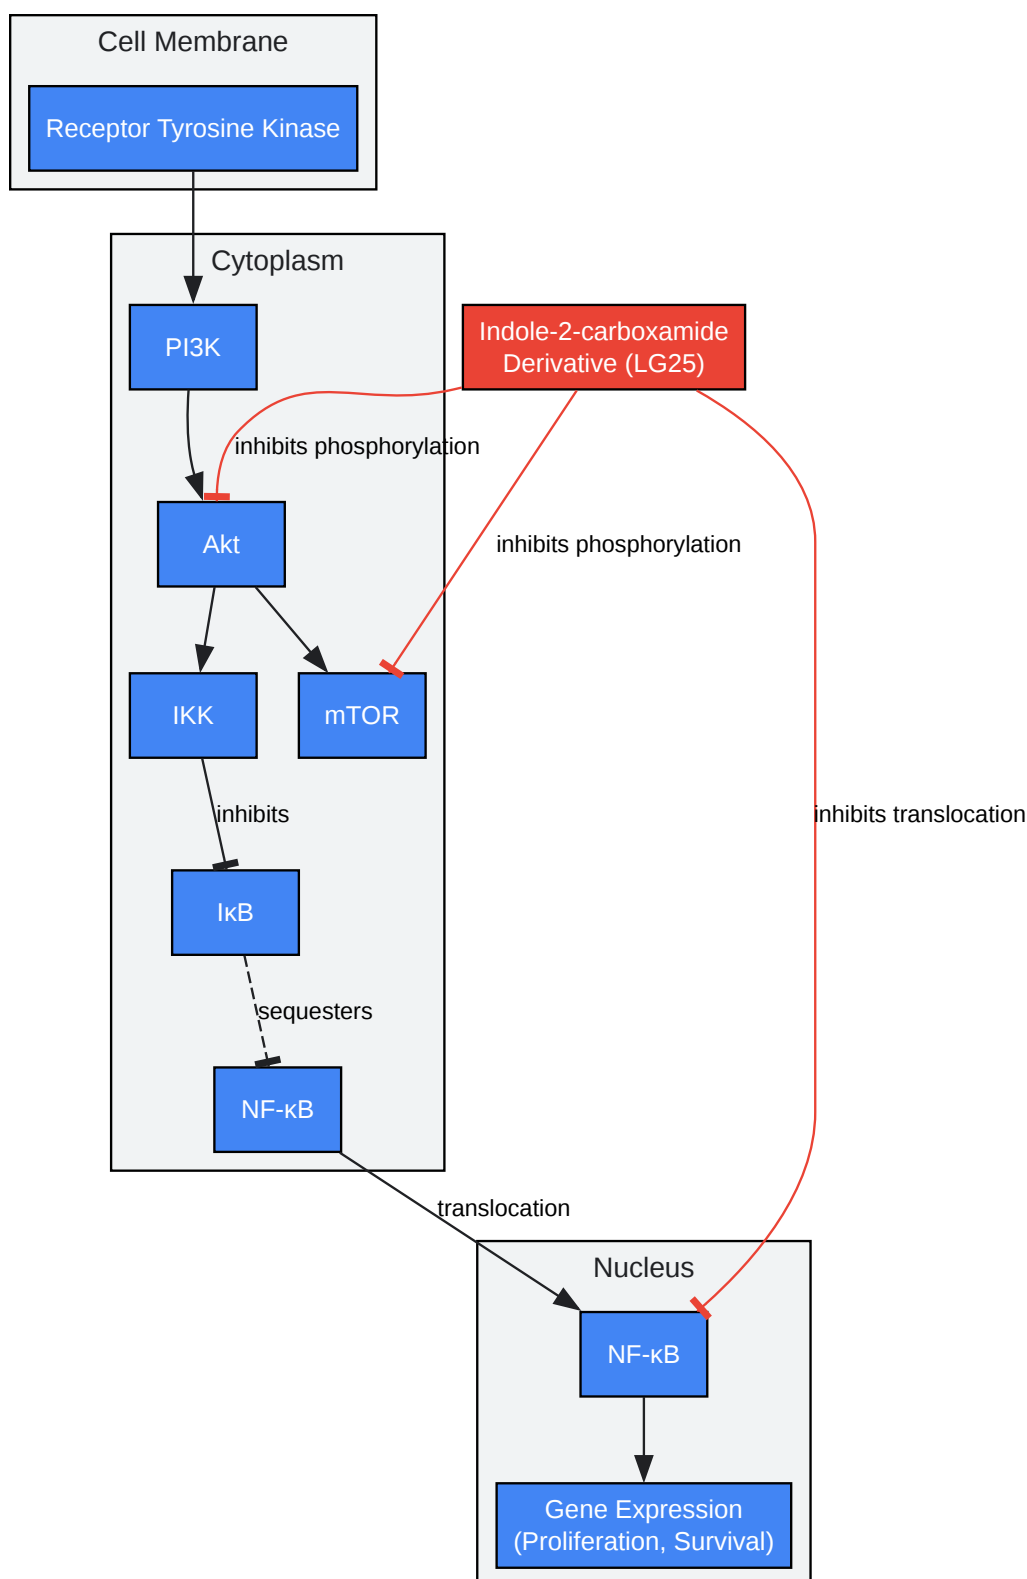 Cell Membrane
Receptor Tyrosine Kinase
Cytoplasm
PI3K
Indole-2-carboxamide
Derivative (LG25)
inhibits phosphorylation
Akt
inhibits phosphorylation
IKK
mTOR
inhibits
inhibits translocation
IκB
sequesters
NF-κB
translocation
Nucleus
NF-κB
Gene Expression
(Proliferation, Survival)